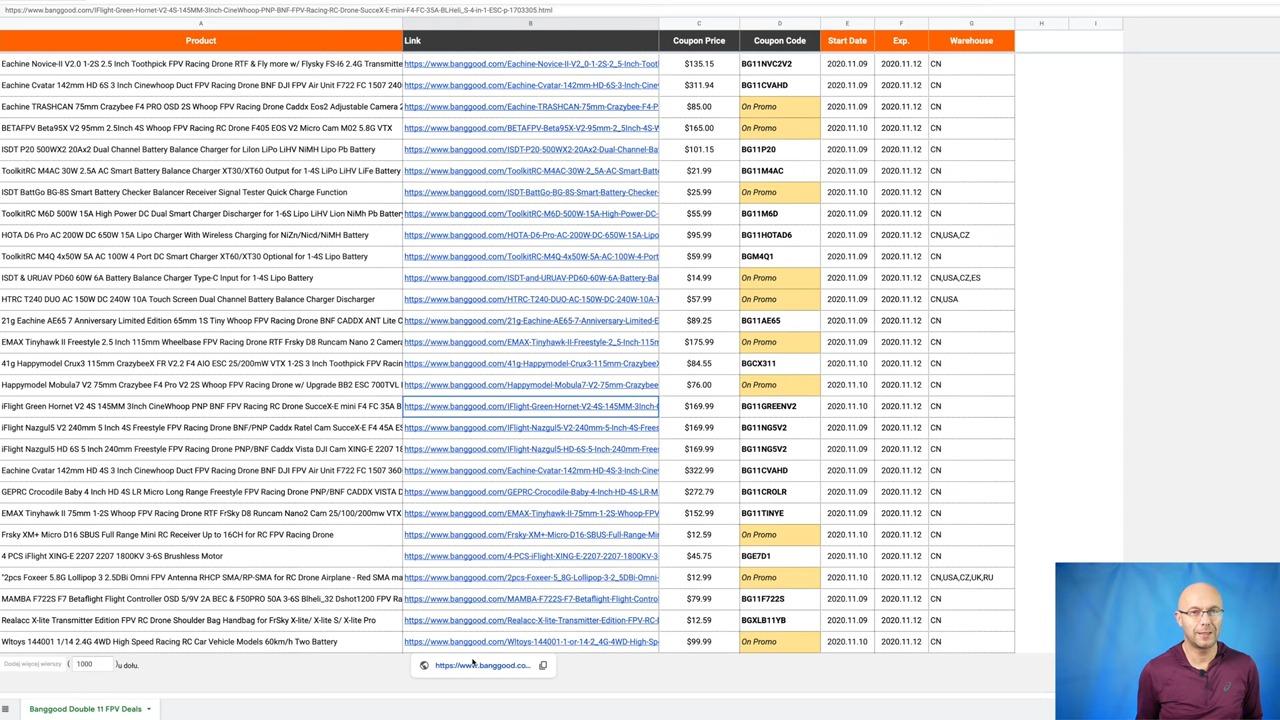 https://www.banggood.com/IFlight-Green-Hornet-V2-4S-145MM-3Inch-CineWhoop-PNP-BNF-FPV-Racing-RC-Drone-SucceX-E-mini-F4-FC-35A-BLHeli_S-4-in-1-ESC-p-1703305.html
A B C D E F G H I
Product Link Coupon Price Coupon Code Start Date Exp. Warehouse
Eachine Novice-II V2.0 1-2S 2.5 Inch Toothpick FPV Racing Drone RTF & Fly more w/ Flysky FS-I6 2.4G Transmitte https://www.banggood.com/Eachine-Novice-II-V2_0-1-2S-2_5-Inch-Toot $135.15 BG11NVC2V2 2020.11.09 2020.11.12 CN
Eachine Cvatar 142mm HD 6S 3 Inch Cinewhoop Duct FPV Racing Drone BNF DJI FPV Air Unit F722 FC 1507 240 https://www.banggood.com/Eachine-Cvatar-142mm-HD-6S-3-Inch-Cinew $311.94 BG11CVAHD 2020.11.09 2020.11.12 CN
Eachine TRASHCAN 75mm Crazybee F4 PRO OSD 2S Whoop FPV Racing Drone Caddx Eos2 Adjustable Camera 2 https://www.banggood.com/Eachine-TRASHCAN-75mm-Crazybee-F4-P $85.00 On Promo 2020.11.09 2020.11.12 CN
BETAFPV Beta95X V2 95mm 2.5Inch 4S Whoop FPV Racing RC Drone F405 EOS V2 Micro Cam M02 5.8G VTX https://www.banggood.com/BETAFPV-Beta95X-V2-95mm-2_5Inch-4S-W $165.00 On Promo 2020.11.10 2020.11.12 CN
ISDT P20 500WX2 20Ax2 Dual Channel Battery Balance Charger for LiIon LiPo LiHV NiMH Lipo Battery https://www.banggood.com/ISDT-P20-500WX2-20Ax2-Dual-Channel-Ba $101.15 BG11P20 2020.11.09 2020.11.12 CN
ToolkitRC M4AC 30W 2.5A AC Smart Battery Balance Charger XT30/XT60 Output for 1-4S LiPo LiHV LiFe Battery https://www.banggood.com/ToolkitRC-M4AC-30W-2_5A-AC-Smart-Batt $21.99 BG11M4AC 2020.11.09 2020.11.12 CN
ISDT BattGo BG-8S Smart Battery Checker Balancer Receiver Signal Tester Quick Charge Function https://www.banggood.com/ISDT-BattGo-BG-8S-Smart-Battery-Checker- $25.99 On Promo 2020.11.10 2020.11.12 CN
ToolkitRC M6D 500W 15A High Power DC Dual Smart Charger Discharger for 1-6S Lipo LiHV Lion NiMh Pb Batter https://www.banggood.com/ToolkitRC-M6D-500W-15A-High-Power-DC- $55.99 BG11M6D 2020.11.09 2020.11.12 CN
HOTA D6 Pro AC 200W DC 650W 15A Lipo Charger With Wireless Charging for NiZn/Nicd/NiMH Battery https://www.banggood.com/HOTA-D6-Pro-AC-200W-DC-650W-15A-Lipo $95.99 BG11HOTAD6 2020.11.09 2020.11.12 CN,USA,CZ
ToolkitRC M4Q 4x50W 5A AC 100W 4 Port DC Smart Charger XT60/XT30 Optional for 1-4S Lipo Battery https://www.banggood.com/ToolkitRC-M4Q-4x50W-5A-AC-100W-4-Port $59.99 BGM4Q1 2020.11.09 2020.11.12 CN
ISDT & URUAV PD60 60W 6A Battery Balance Charger Type-C Input for 1-4S Lipo Battery https://www.banggood.com/ISDT-and-URUAV-PD60-60W-6A-Battery-Bal $14.99 On Promo 2020.11.09 2020.11.12 CN,USA,CZ,ES
HTRC T240 DUO AC 150W DC 240W 10A Touch Screen Dual Channel Battery Balance Charger Discharger https://www.banggood.com/HTRC-T240-DUO-AC-150W-DC-240W-10A-T $57.99 On Promo 2020.11.09 2020.11.12 CN,USA
21g Eachine AE65 7 Anniversary Limited Edition 65mm 1S Tiny Whoop FPV Racing Drone BNF CADDX ANT Lite C https://www.banggood.com/21g-Eachine-AE65-7-Anniversary-Limited-E $89.25 BG11AE65 2020.11.09 2020.11.12 CN
EMAX Tinyhawk II Freestyle 2.5 Inch 115mm Wheelbase FPV Racing Drone RTF Frsky D8 Runcam Nano 2 Camera https://www.banggood.com/EMAX-Tinyhawk-II-Freestyle-2_5-Inch-115m $175.99 On Promo 2020.11.09 2020.11.12 CN
41g Happymodel Crux3 115mm CrazybeeX FR V2.2 F4 AIO ESC 25/200mW VTX 1-2S 3 Inch Toothpick FPV Racin https://www.banggood.com/41g-Happymodel-Crux3-115mm-CrazybeeX $84.55 BGCX311 2020.11.09 2020.11.12 CN
Happymodel Mobula7 V2 75mm Crazybee F4 Pro V2 2S Whoop FPV Racing Drone w/ Upgrade BB2 ESC 700TVL https://www.banggood.com/Happymodel-Mobula7-V2-75mm-Crazybee $76.00 On Promo 2020.11.09 2020.11.12 CN
iFlight Green Hornet V2 4S 145MM 3Inch CineWhoop PNP BNF FPV Racing RC Drone SucceX-E mini F4 FC 35A B https://www.banggood.com/IFlight-Green-Hornet-V2-4S-145MM-3Inch- $169.99 BG11GREENV2 2020.11.10 2020.11.12 CN
iFlight Nazgul5 V2 240mm 5 Inch 4S Freestyle FPV Racing Drone BNF/PNP Caddx Ratel Cam SucceX-E F4 45A ES https://www.banggood.com/iFlight-Nazgul5-V2-240mm-5-Inch-4S-Frees $169.99 BG11NG5V2 2020.11.09 2020.11.12 CN
iFlight Nazgul5 HD 6S 5 Inch 240mm FPV Racing Drone PNP/BNF Caddx Vista DJI Cam XING-E 2207 18 https://www.banggood.com/iFlight-Nazgul5-HD-6S-5-Inch-240mm-FPV- $169.99 BG11NG5V2 2020.11.09 2020.11.12 CN
Eachine Cvatar 142mm HD 4S 3 Inch Cinewhoop Duct FPV Racing Drone BNF DJI FPV Air Unit F722 FC 1507 360 https://www.banggood.com/Eachine-Cvatar-142mm-HD-4S-3-Inch-Cine $322.99 BG11CVAHD 2020.11.09 2020.11.12 CN
GEPRC Crocodile Baby 4 Inch HD 4S LR Micro Long Range Freestyle FPV Racing Drone PNP/BNF CADDX VISTA D https://www.banggood.com/GEPRC-Crocodile-Baby-4-Inch-HD-4S-LR-M $272.79 BG11CROLR 2020.11.09 2020.11.12 CN
EMAX Tinyhawk II 75mm 1-2S Whoop FPV Racing Drone RTF FrSky D8 Runcam Nano2 Cam 25/100/200mw VTX https://www.banggood.com/EMAX-Tinyhawk-II-75mm-1-2S-Whoop-FPV $152.99 BG11TINYE 2020.11.09 2020.11.12 CN
Frsky XM+ Micro D16 SBUS Full Range Mini RC Receiver Up to 16CH for RC FPV Racing Drone https://www.banggood.com/Frsky-XM+-Micro-D16-SBUS-Full-Range-Mi $12.59 On Promo 2020.11.10 2020.11.12 CN
4 PCS iFlight XING-E 2207 2207 1800KV 3-6S Brushless Motor https://www.banggood.com/4-PCS-iFlight-XING-E-2207-2207-1800KV-3 $45.75 BGE7D1 2020.11.10 2020.11.12 CN
"2pcs Foxeer 5.8G Lollipop 3 2.5DBi Omni FPV Antenna RHCP SMA/RP-SMA for RC Drone Airplane - Red SMA ma https://www.banggood.com/2pcs-Foxeer-5_8G-Lollipop-3-2_5DBi-Omni- $12.99 On Promo 2020.11.10 2020.11.12 CN,USA,CZ,UK,RU
MAMBA F722S F7 Betaflight Flight Controller OSD 5/9V 2A BEC & F50PRO 50A 3-6S Blheli_32 Dshot1200 FPV Ra https://www.banggood.com/MAMBA-F722S-F7-Betaflight-Flight-Contro $79.99 BG11F722S 2020.11.09 2020.11.12 CN
Realacc X-lite Transmitter Edition FPV RC Drone Shoulder Bag Handbag for FrSky X-lite/ X-lite S/ X-lite Pro https://www.banggood.com/Realacc-X-lite-Transmitter-Edition-FPV-RC- $12.59 BGXLB11YB 2020.11.09 2020.11.12 CN
Wltoys 144001 1/14 2.4G 4WD High Speed Racing RC Car Vehicle Models 60km/h Two Battery https://www.banggood.com/Wltoys-144001-1-or-14-2_4G-4WD-High-Sp $99.99 On Promo 2020.11.10 2020.11.12 CN
Dodaj więcej wierszy ( 1000 )u dołu.
https://www.banggood.co...
Banggood Double 11 FPV Deals